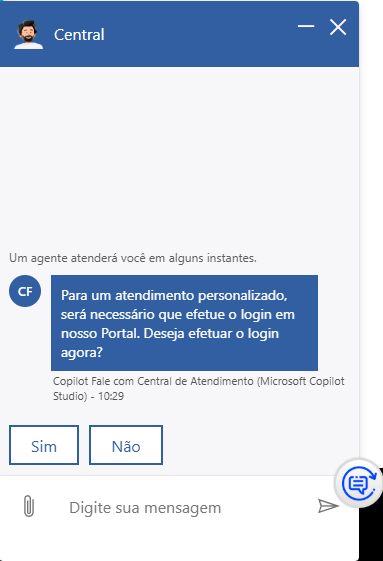 Central
Um agente atenderá você em alguns instantes.
CF
Para um atendimento personalizado,
será necessário que efetue o login em
nosso Portal. Deseja efetuar o login
agora?
Copilot Fale com Central de Atendimento (Microsoft Copilot
Studio) - 10:29
Sim
Não
Digite sua mensagem